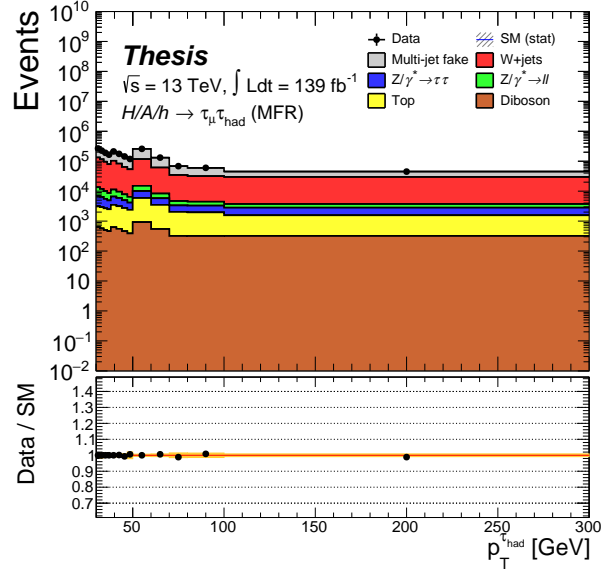 Events
10¹⁰
10⁹
10⁸
10⁷
10⁶
10⁵
10⁴
10³
10²
10
1
10⁻¹
10⁻²
Thesis
√s = 13 TeV, ∫ Ldt = 139 fb⁻¹
H/A/h → τ_μτ_had (MFR)
Data
SM (stat)
Multi-jet fake
W+jets
Z/γ*→ττ
Z/γ*→ll
Top
Diboson
Data / SM
1.4
1.3
1.2
1.1
1
0.9
0.8
0.7
50 100 150 200 250 300
p_T^τ_had [GeV]